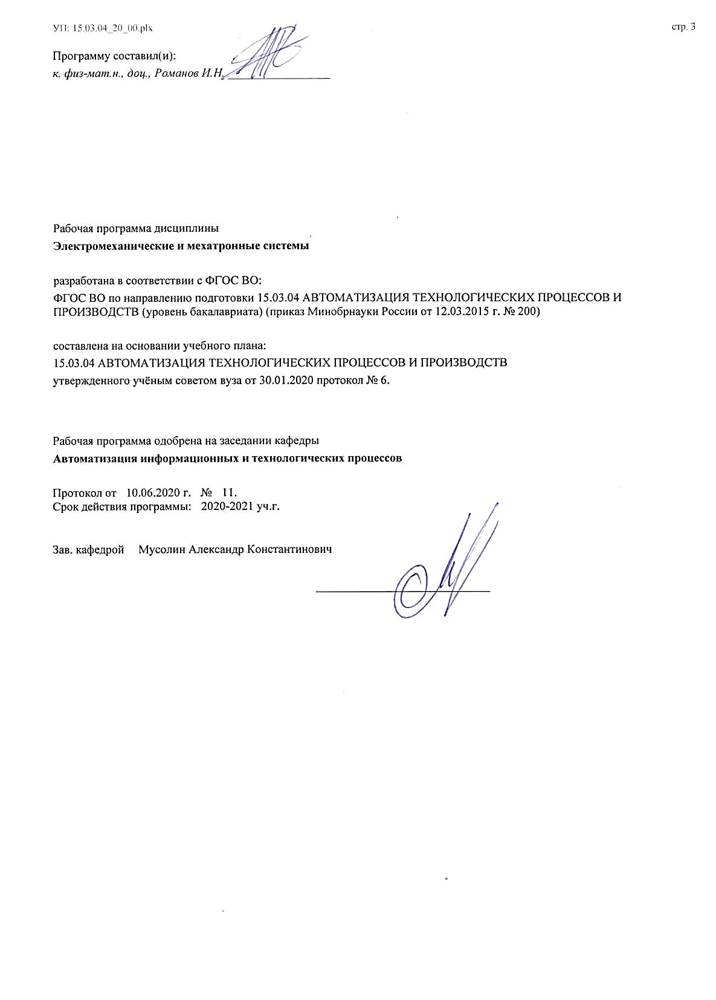 УП: 15.03.04_20_00.plx
стр. 3
Программу составил(и):
к. физ-мат.н., доц., Романов И.Н.
Рабочая программа дисциплины
Электромеханические и мехатронные системы
разработана в соответствии с ФГОС ВО:
ФГОС ВО по направлению подготовки 15.03.04 АВТОМАТИЗАЦИЯ ТЕХНОЛОГИЧЕСКИХ ПРОЦЕССОВ И
ПРОИЗВОДСТВ (уровень бакалавриата) (приказ Минобрнауки России от 12.03.2015 г. № 200)
составлена на основании учебного плана:
15.03.04 АВТОМАТИЗАЦИЯ ТЕХНОЛОГИЧЕСКИХ ПРОЦЕССОВ И ПРОИЗВОДСТВ
утвержденного учёным советом вуза от 30.01.2020 протокол № 6.
Рабочая программа одобрена на заседании кафедры
Автоматизация информационных и технологических процессов
Протокол от 10.06.2020 г. № 11.
Срок действия программы: 2020-2021 уч.г.
Зав. кафедрой Мусолин Александр Константинович